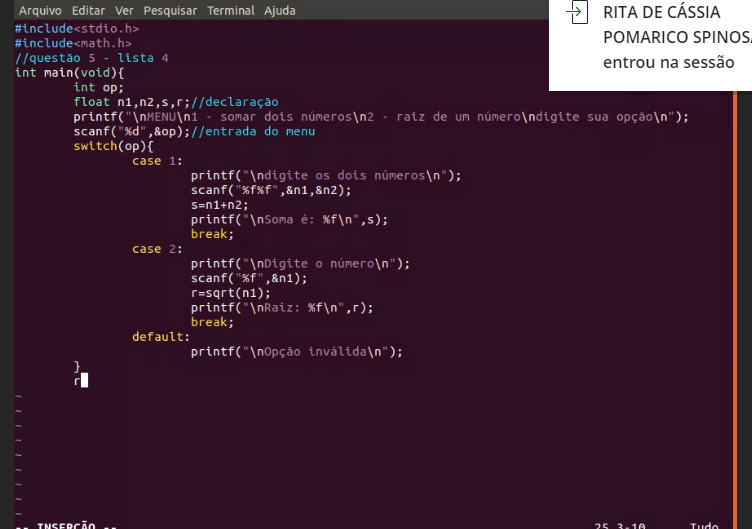 Arquivo Editar Ver Pesquisar Terminal Ajuda
RITA DE CÁSSIA
POMARICO SPINOSA
entrou na sessão
#include<stdio.h>
#include<math.h>
//questão 5 - lista 4
int main(void){
int op;
float n1,n2,s,r;//declaração
printf("\nMENU\n1 - somar dois números\n2 - raiz de um número\ndigite sua opção\n");
scanf("%d",&op);//entrada do menu
switch(op){
case 1:
printf("\ndigite os dois números\n");
scanf("%f%f",&n1,&n2);
s=n1+n2;
printf("\nSoma é: %f\n",s);
break;
case 2:
printf("\nDigite o número\n");
scanf("%f",&n1);
r=sqrt(n1);
printf("\nRaiz: %f\n",r);
break;
default:
printf("\nOpção inválida\n");
}
r
~
~
~
~
~
~
~
~
~
-- INSERÇÃO -- 25,3-10 Tudo